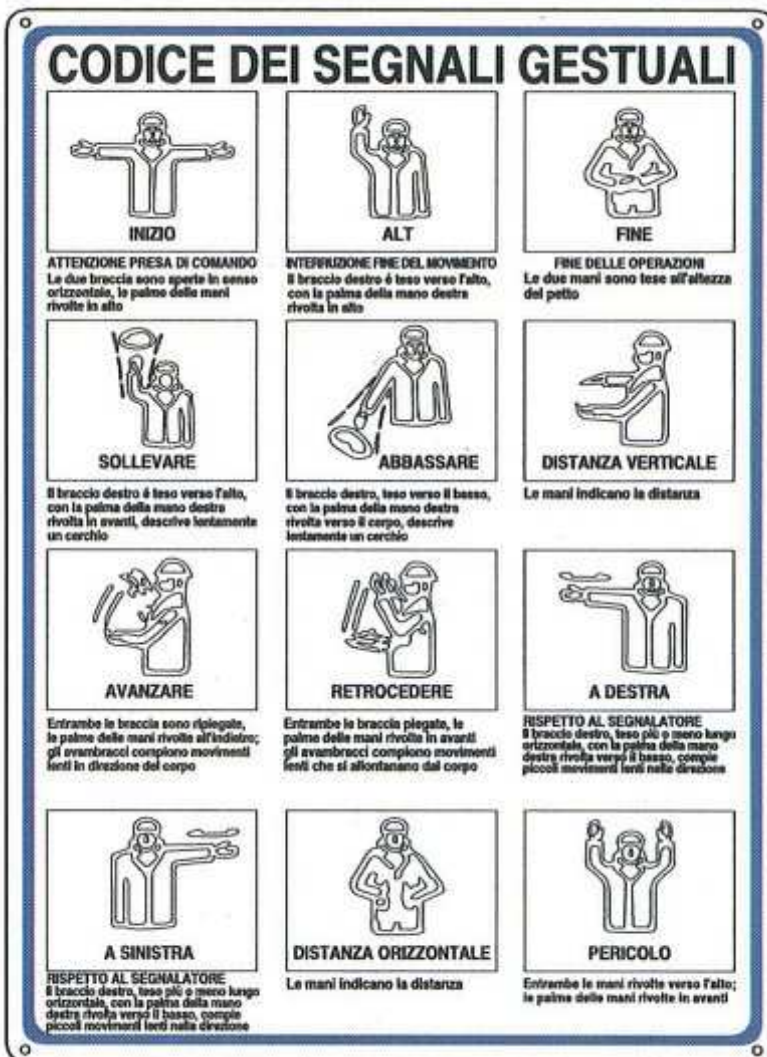 CODICE DEI SEGNALI GESTUALI
INIZIO
ATTENZIONE PRESA DI COMANDO
Le due braccia sono aperte in senso
orizzontale, le palme delle mani
rivolte in alto
ALT
INTERRUZIONE FINE DEL MOVIMENTO
Il braccio destro é teso verso l'alto,
con la palma della mano destra
rivolta in alto
FINE
FINE DELLE OPERAZIONI
Le due mani sono tese all'altezza
del petto
SOLLEVARE
Il braccio destro é teso verso l'alto,
con la palma della mano destra
rivolta in avanti, descrive lentamente
un cerchio
ABBASSARE
Il braccio destro, teso verso il basso,
con la palma della mano destra
rivolta verso il corpo, descrive
lentamente un cerchio
DISTANZA VERTICALE
Le mani indicano la distanza
AVANZARE
Entrambe le braccia sono ripiegate,
le palme delle mani rivolte all'indietro;
gli avambracci compiono movimenti
lenti in direzione del corpo
RETROCEDERE
Entrambe le braccia piegate, le
palme delle mani rivolte in avanti
gli avambracci compiono movimenti
lenti che si allontanano dal corpo
A DESTRA
RISPETTO AL SEGNALATORE
Il braccio destro, teso più o meno lungo
orizzontale, con la palma della mano
destra rivolta verso il basso, compie
piccoli movimenti lenti nella direzione
A SINISTRA
RISPETTO AL SEGNALATORE
Il braccio destro, teso più o meno lungo
orizzontale, con la palma della mano
destra rivolta verso il basso, compie
piccoli movimenti lenti nella direzione
DISTANZA ORIZZONTALE
Le mani indicano la distanza
PERICOLO
Entrambe le mani rivolte verso l'alto;
le palme delle mani rivolte in avanti